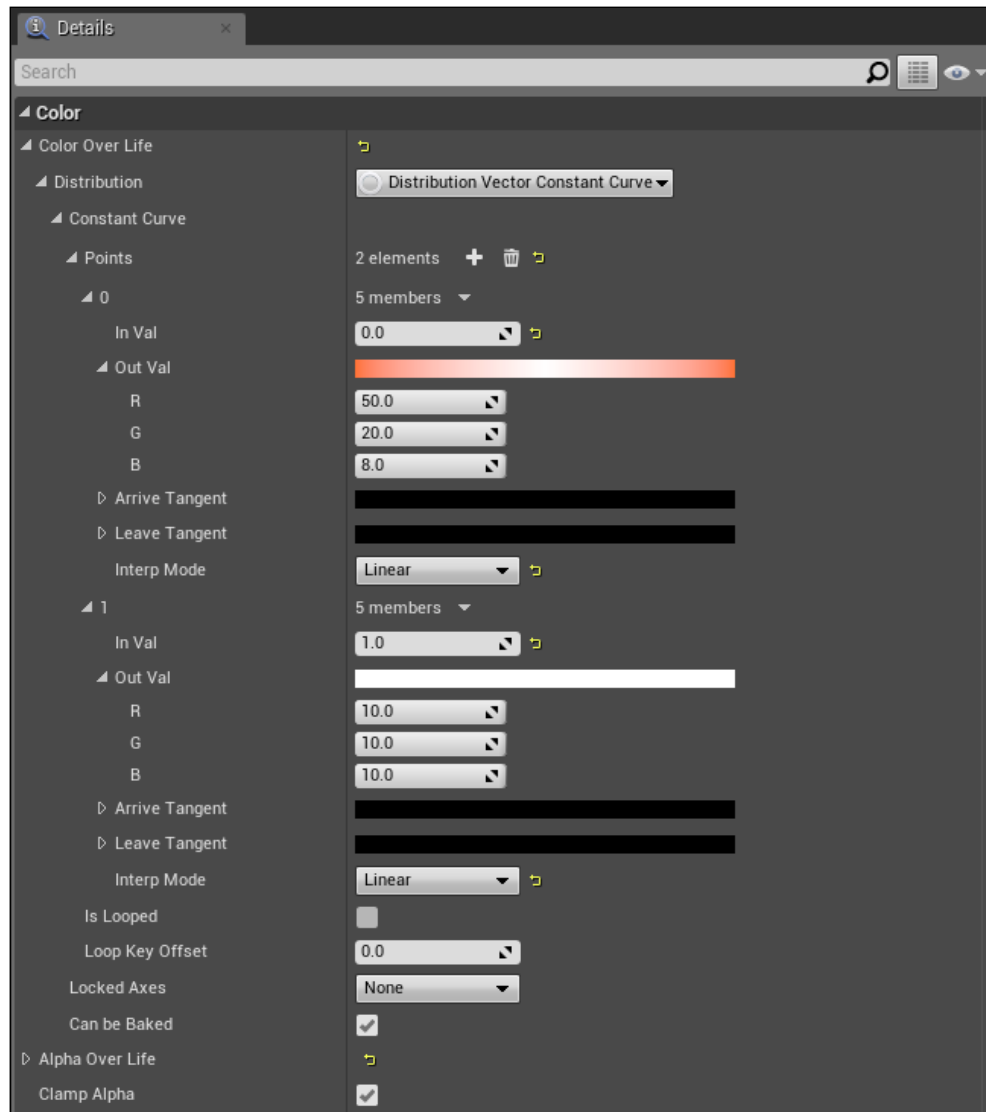 Details
Search
Color
Color Over Life
Distribution Distribution Vector Constant Curve
Constant Curve
Points 2 elements
0 5 members
In Val 0.0
Out Val
R 50.0
G 20.0
B 8.0
Arrive Tangent
Leave Tangent
Interp Mode Linear
1 5 members
In Val 1.0
Out Val
R 10.0
G 10.0
B 10.0
Arrive Tangent
Leave Tangent
Interp Mode Linear
Is Looped
Loop Key Offset 0.0
Locked Axes None
Can be Baked
Alpha Over Life
Clamp Alpha